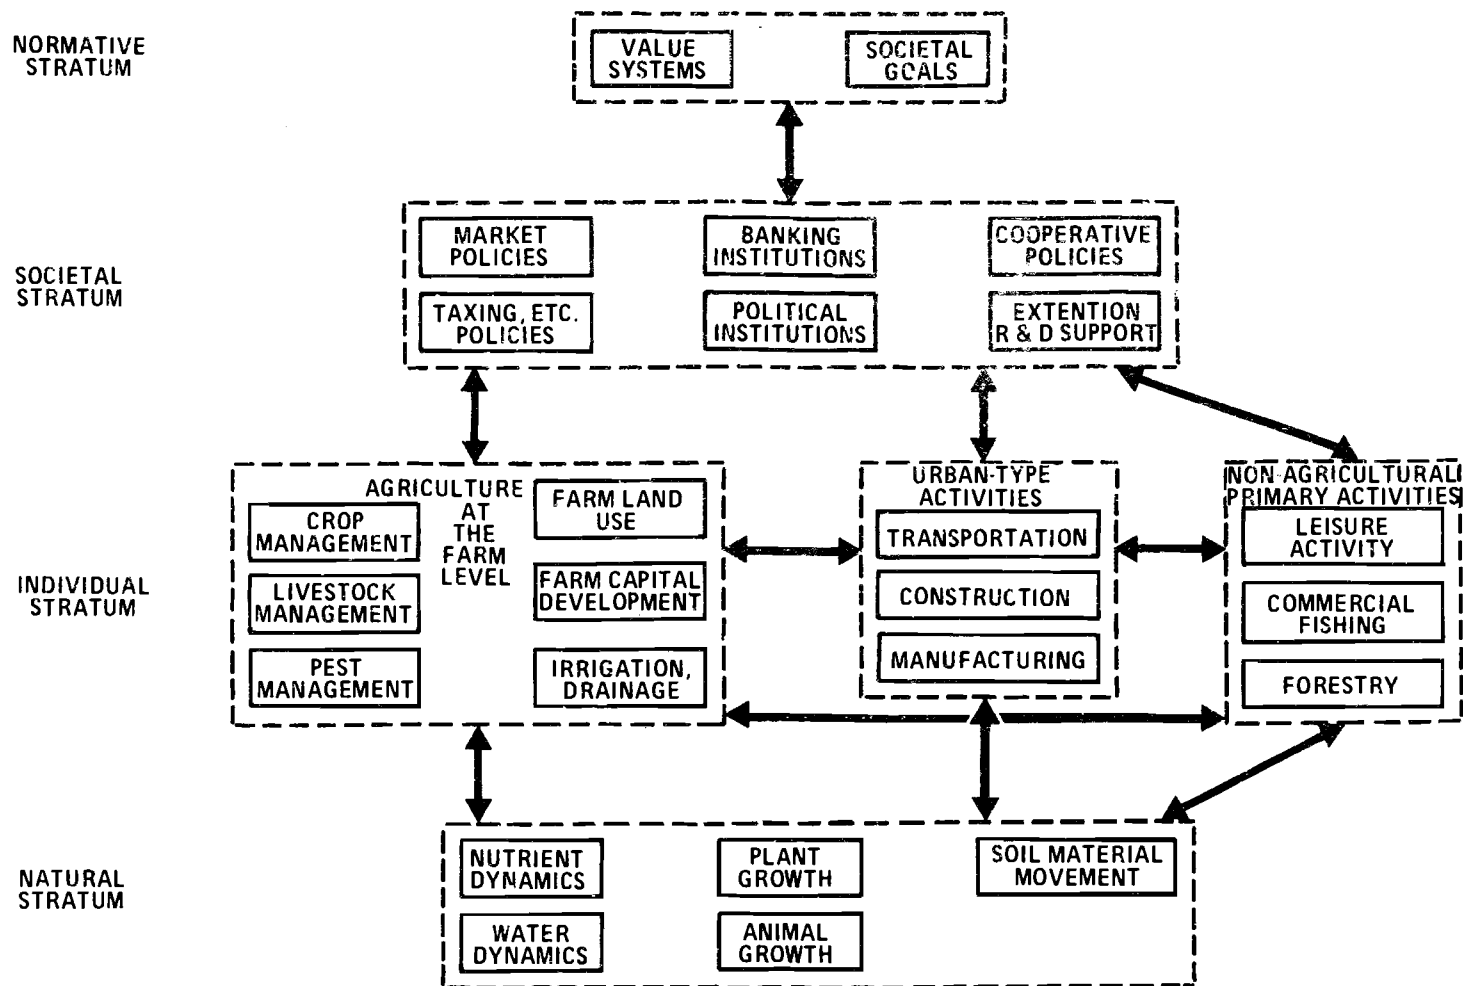 NORMATIVE
STRATUM
VALUE
SYSTEMS
SOCIETAL
GOALS
SOCIETAL
STRATUM
MARKET
POLICIES
BANKING
INSTITUTIONS
COOPERATIVE
POLICIES
TAXING, ETC.
POLICIES
POLITICAL
INSTITUTIONS
EXTENTION
R & D SUPPORT
INDIVIDUAL
STRATUM
AGRICULTURE
AT
THE
FARM
LEVEL
CROP
MANAGEMENT
LIVESTOCK
MANAGEMENT
PEST
MANAGEMENT
FARM LAND
USE
FARM CAPITAL
DEVELOPMENT
IRRIGATION,
DRAINAGE
URBAN-TYPE
ACTIVITIES
TRANSPORTATION
CONSTRUCTION
MANUFACTURING
NON-AGRICULTURAL
PRIMARY ACTIVITIES
LEISURE
ACTIVITY
COMMERCIAL
FISHING
FORESTRY
NATURAL
STRATUM
NUTRIENT
DYNAMICS
PLANT
GROWTH
SOIL MATERIAL
MOVEMENT
WATER
DYNAMICS
ANIMAL
GROWTH